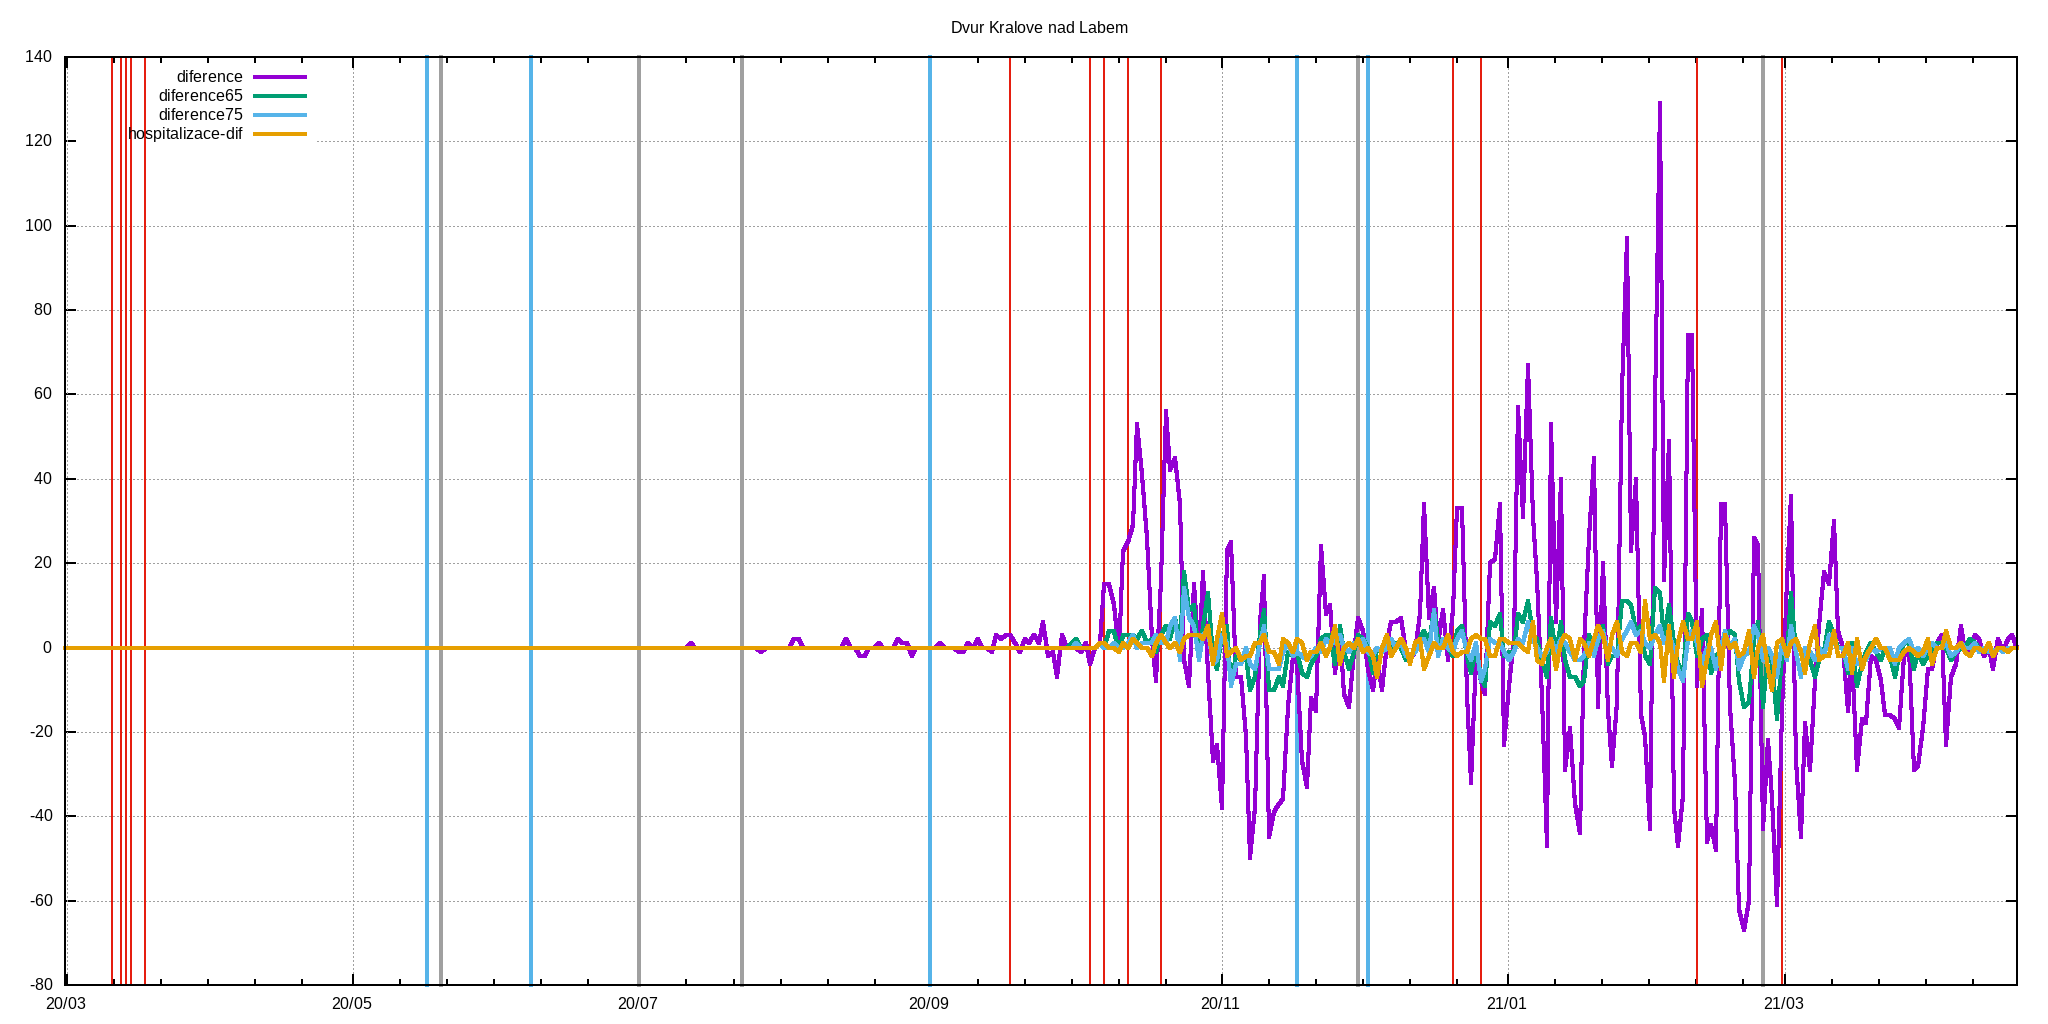 Dvur Kralove nad Labem
140
120
100
80
60
40
20
0
-20
-40
-60
-80
diference
diference65
diference75
hospitalizace-dif
20/03 20/05 20/07 20/09 20/11 21/01 21/03